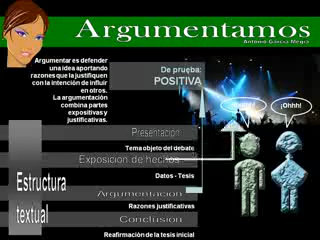 Argumentamos
Antonio García Megía
Argumentar es defender
una idea aportando
razones que la justifiquen
con la intención de influir
en otros.
La argumentación
combina partes
expositivas y
justificativas.
De prueba:
POSITIVA
¡Ohhh!
Presentación
Tema objeto del debate
Exposición de hechos
Datos - Tesis
Estructura
textual
Argumentación
Razones justificativas
Conclusión
Reafirmación de la tesis inicial